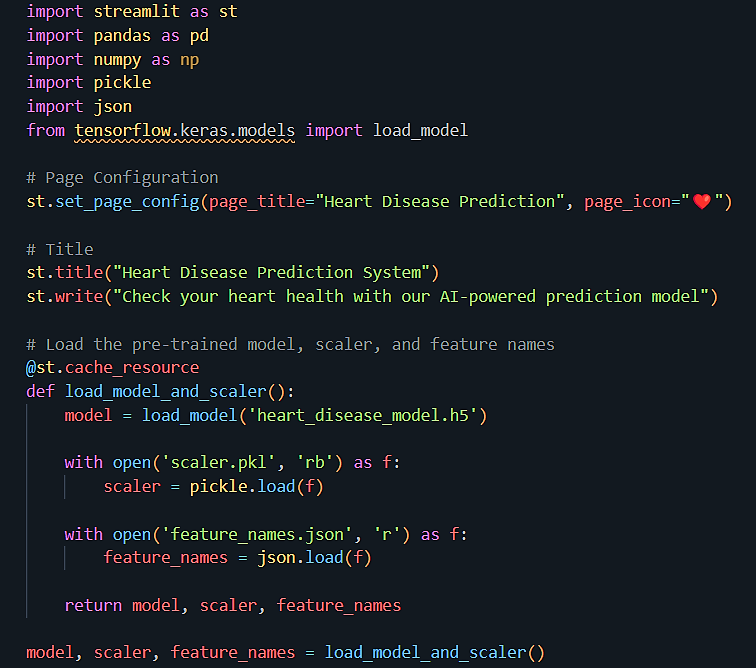 import streamlit as st
import pandas as pd
import numpy as np
import pickle
import json
from tensorflow.keras.models import load_model
# Page Configuration
st.set_page_config(page_title="Heart Disease Prediction", page_icon="❤️")
# Title
st.title("Heart Disease Prediction System")
st.write("Check your heart health with our AI-powered prediction model")
# Load the pre-trained model, scaler, and feature names
@st.cache_resource
def load_model_and_scaler():
    model = load_model('heart_disease_model.h5')
    with open('scaler.pkl', 'rb') as f:
        scaler = pickle.load(f)
    with open('feature_names.json', 'r') as f:
        feature_names = json.load(f)
    return model, scaler, feature_names
model, scaler, feature_names = load_model_and_scaler()